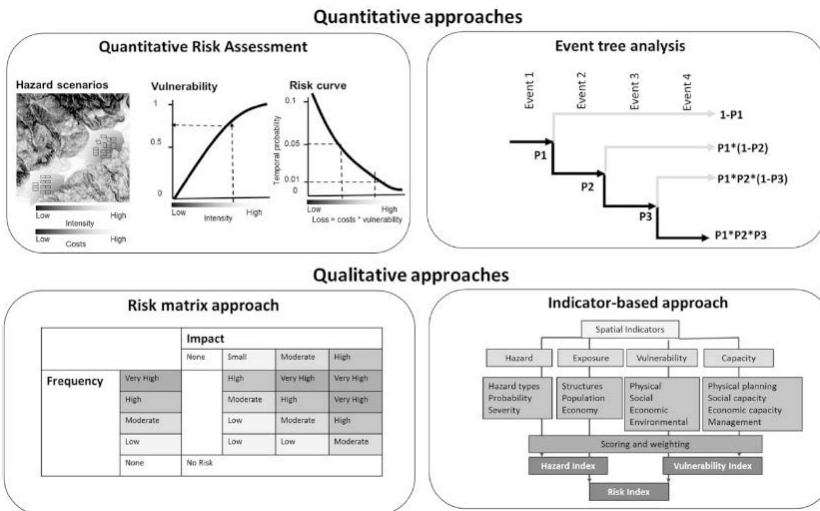 Quantitative approaches
Quantitative Risk Assessment
Hazard scenarios
Low High
Intensity
Low High
Costs
Vulnerability
1
0.5
0
Low High
Intensity
Risk curve
Temporal probability
0.1
0.05
0.01
0
Low High
Loss = costs * vulnerability
Event tree analysis
Event 1
Event 2
Event 3
Event 4
1-P1
P1
P1*(1-P2)
P2
P1*P2*(1-P3)
P3
P1*P2*P3
Qualitative approaches
Risk matrix approach
Impact
None Small Moderate High
Frequency
Very High High Very High Very High
High Moderate High Very High
Moderate Low Moderate High
Low Low Low Moderate
None No Risk
Indicator-based approach
Spatial Indicators
Hazard Exposure Vulnerability Capacity
Hazard types
Probability
Severity
Structures
Population
Economy
Physical
Social
Economic
Environmental
Physical planning
Social capacity
Economic capacity
Management
Scoring and weighting
Hazard Index Vulnerability Index
Risk Index